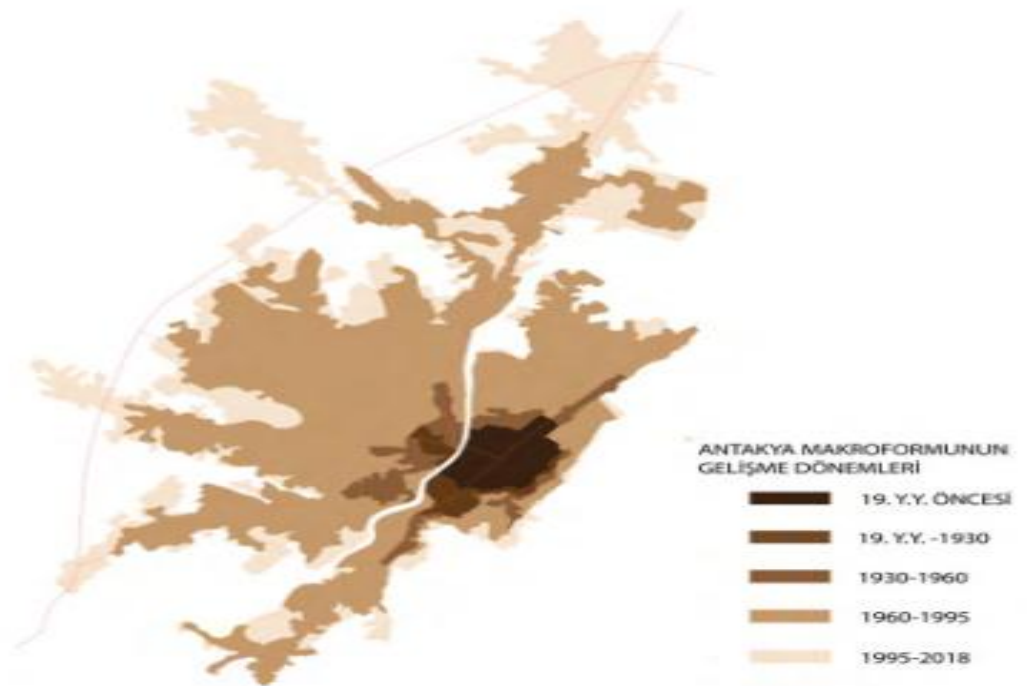 ANTAKYA MAKROFORMUNUN
GELİŞME DÖNEMLERİ
19. Y.Y. ÖNCESİ
19. Y.Y. -1930
1930-1960
1960-1995
1995-2018